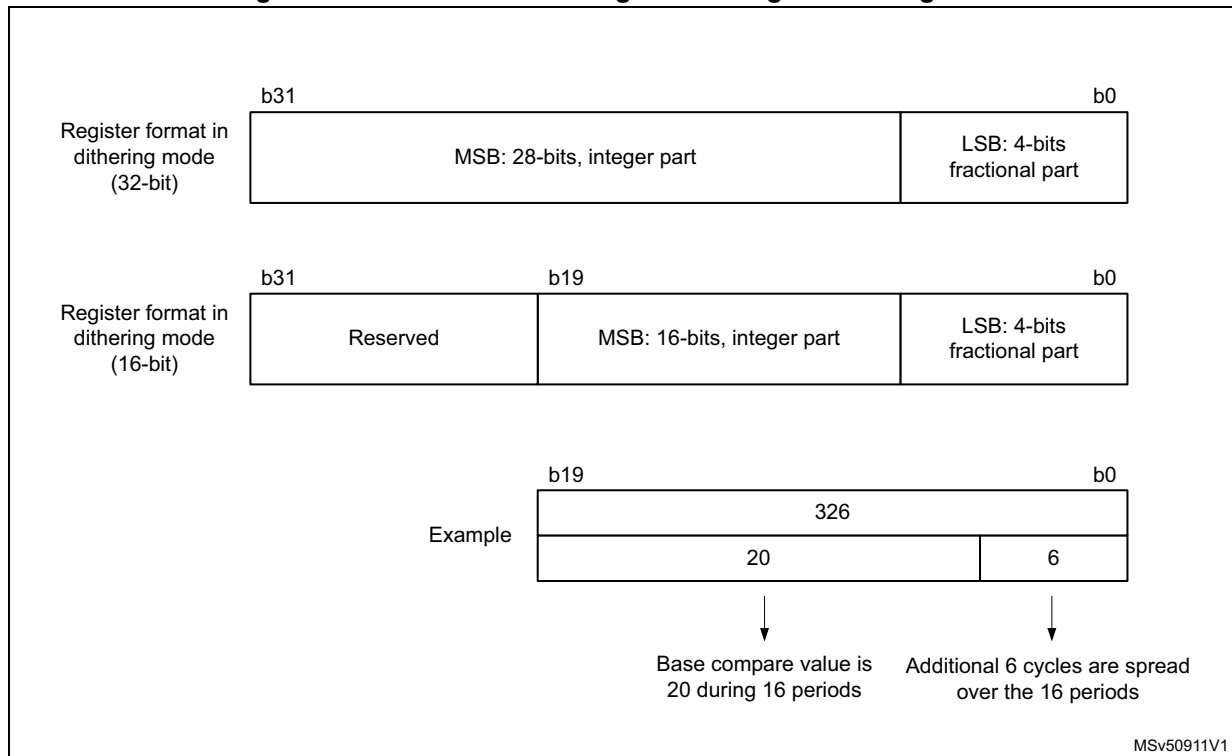 b31 b0
Register format in
dithering mode
(32-bit)
MSB: 28-bits, integer part
LSB: 4-bits
fractional part
b31 b19 b0
Register format in
dithering mode
(16-bit)
Reserved
MSB: 16-bits, integer part
LSB: 4-bits
fractional part
b19 b0
Example
326
20 6
Base compare value is
20 during 16 periods
Additional 6 cycles are spread
over the 16 periods
MSv50911V1